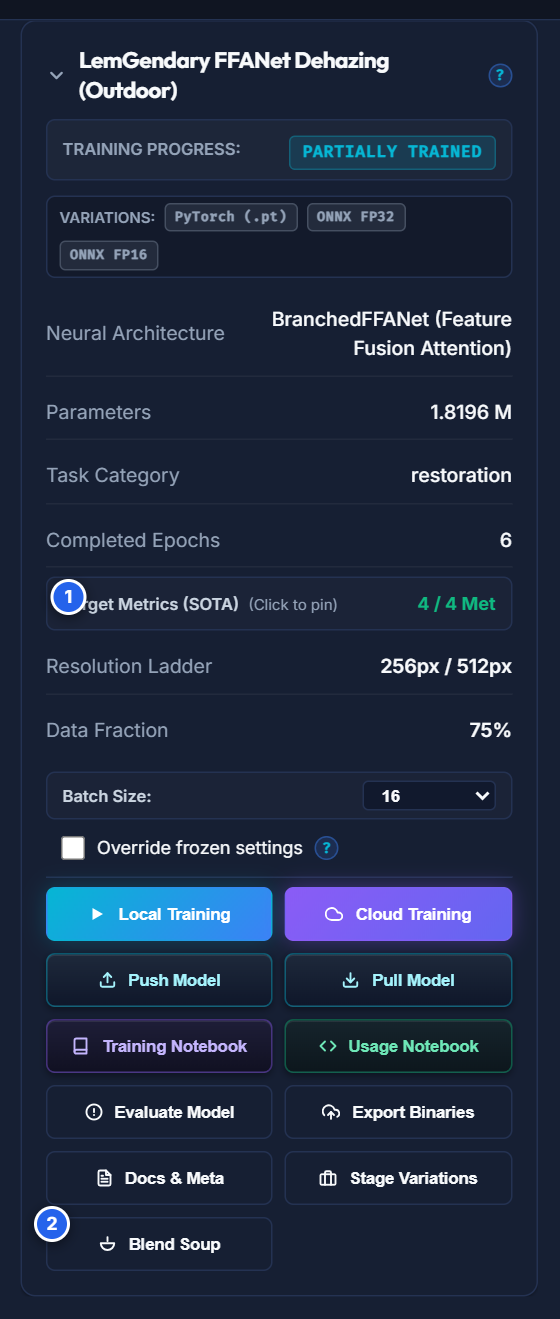 LemGendary FFANet Dehazing
(Outdoor)
?
TRAINING PROGRESS:
PARTIALLY TRAINED
VARIATIONS:
PyTorch (.pt)
ONNX FP32
ONNX FP16
Neural Architecture
BranchedFFANet (Feature
Fusion Attention)
Parameters
1.8196 M
Task Category
restoration
Completed Epochs
6
1
rget Metrics (SOTA) (Click to pin)
4 / 4 Met
Resolution Ladder
256px / 512px
Data Fraction
75%
Batch Size:
16
Override frozen settings
?
Local Training
Cloud Training
Push Model
Pull Model
Training Notebook
Usage Notebook
Evaluate Model
Export Binaries
Docs & Meta
Stage Variations
2
Blend Soup